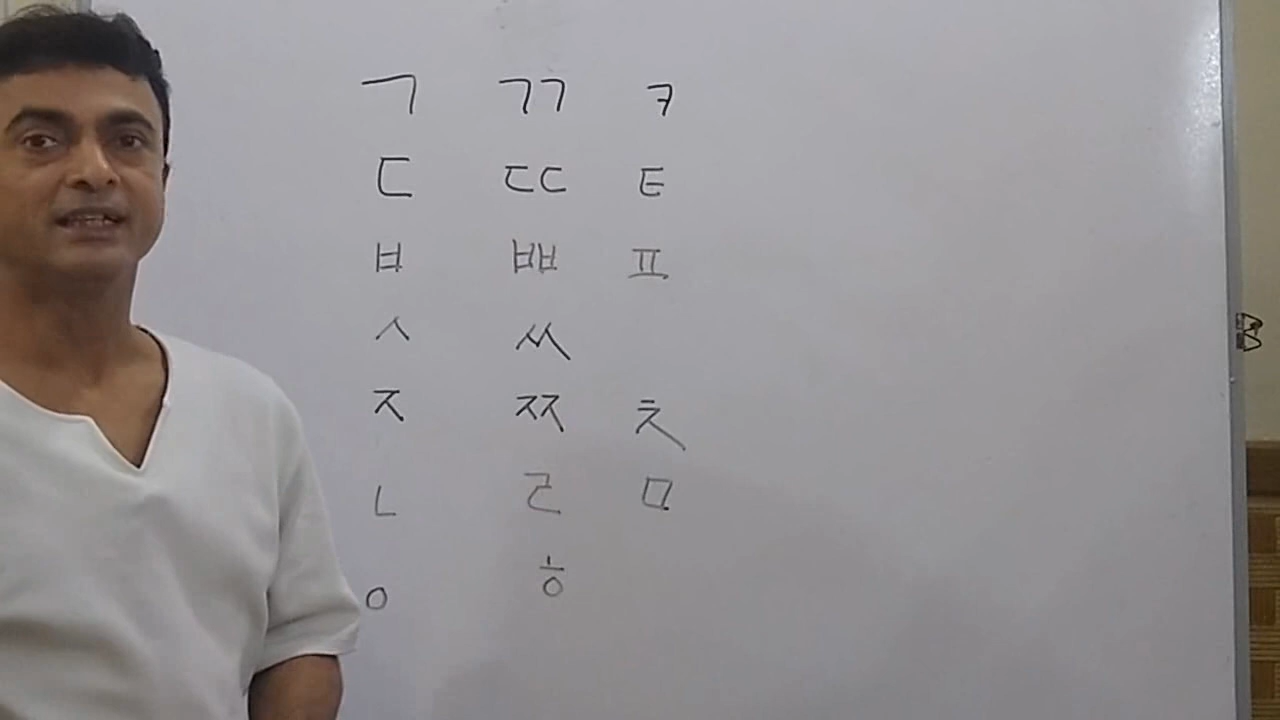 ㄱ ㄲ ㅋ
ㄷ ㄸ ㅌ
ㅂ ㅃ ㅍ
ㅅ ㅆ
ㅈ ㅉ ㅊ
ㄴ ㄹ ㅁ
ㅇ ㅎ